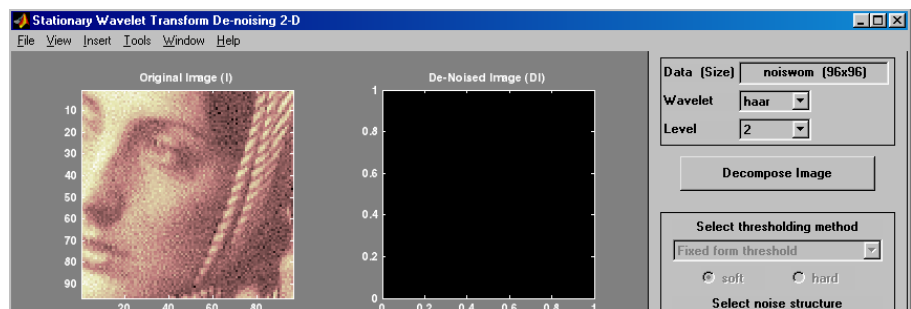 Stationary Wavelet Transform De-noising 2-D
File View Insert Tools Window Help
Original Image (I)
10
20
30
40
50
60
70
80
90
20 40 60 80
De-Noised Image (DI)
1
0.8
0.6
0.4
0.2
0
0 0.2 0.4 0.6 0.8 1
Data (Size) noiswom (96x96)
Wavelet haar
Level 2
Decompose Image
Select thresholding method
Fixed form threshold
soft hard
Select noise structure